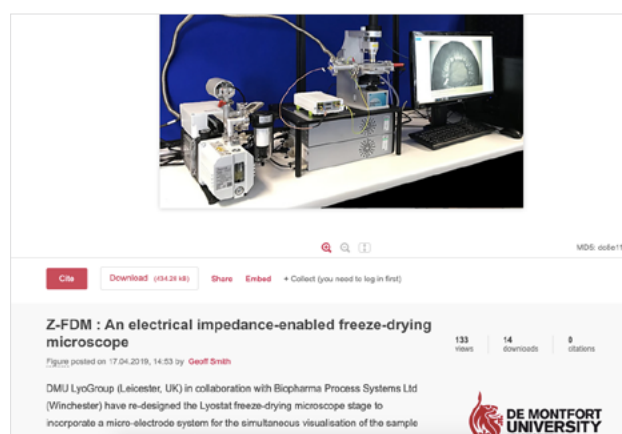 MD5: dc8e11
Cite
Download (434.24 kB)
Share
Embed
+ Collect (you need to log in first)
Z-FDM : An electrical impedance-enabled freeze-drying
microscope
133
views
14
downloads
0
citations
Figure posted on 17.04.2019, 14:53 by Geoff Smith
DMU LyoGroup (Leicester, UK) in collaboration with Biopharma Process Systems Ltd
(Winchester) have re-designed the Lyostat freeze-drying microscope stage to
incorporate a micro-electrode system for the simultaneous visualisation of the sample
DE MONTFORT
UNIVERSITY